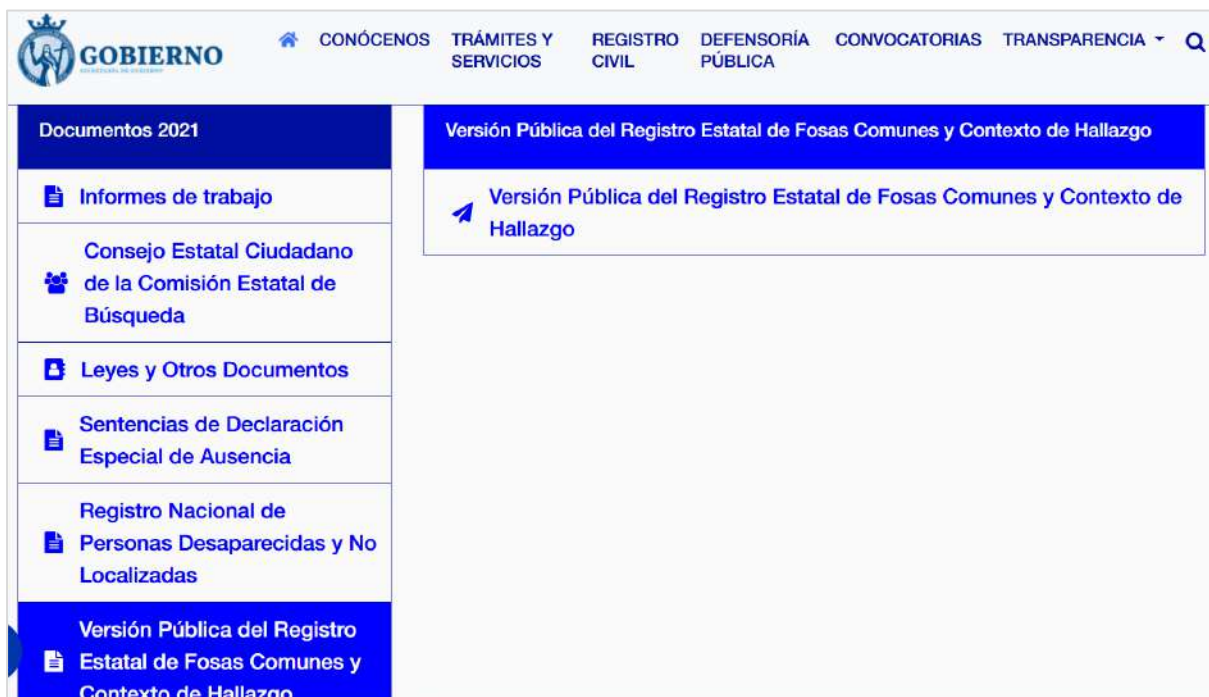 GOBIERNO
CONÓCENOS
TRÁMITES Y
SERVICIOS
REGISTRO
CIVIL
DEFENSORÍA
PÚBLICA
CONVOCATORIAS
TRANSPARENCIA
Documentos 2021
Informes de trabajo
Consejo Estatal Ciudadano
de la Comisión Estatal de
Búsqueda
Leyes y Otros Documentos
Sentencias de Declaración
Especial de Ausencia
Registro Nacional de
Personas Desaparecidas y No
Localizadas
Versión Pública del Registro
Estatal de Fosas Comunes y
Contexto de Hallazgo
Versión Pública del Registro Estatal de Fosas Comunes y Contexto de Hallazgo
Versión Pública del Registro Estatal de Fosas Comunes y Contexto de
Hallazgo